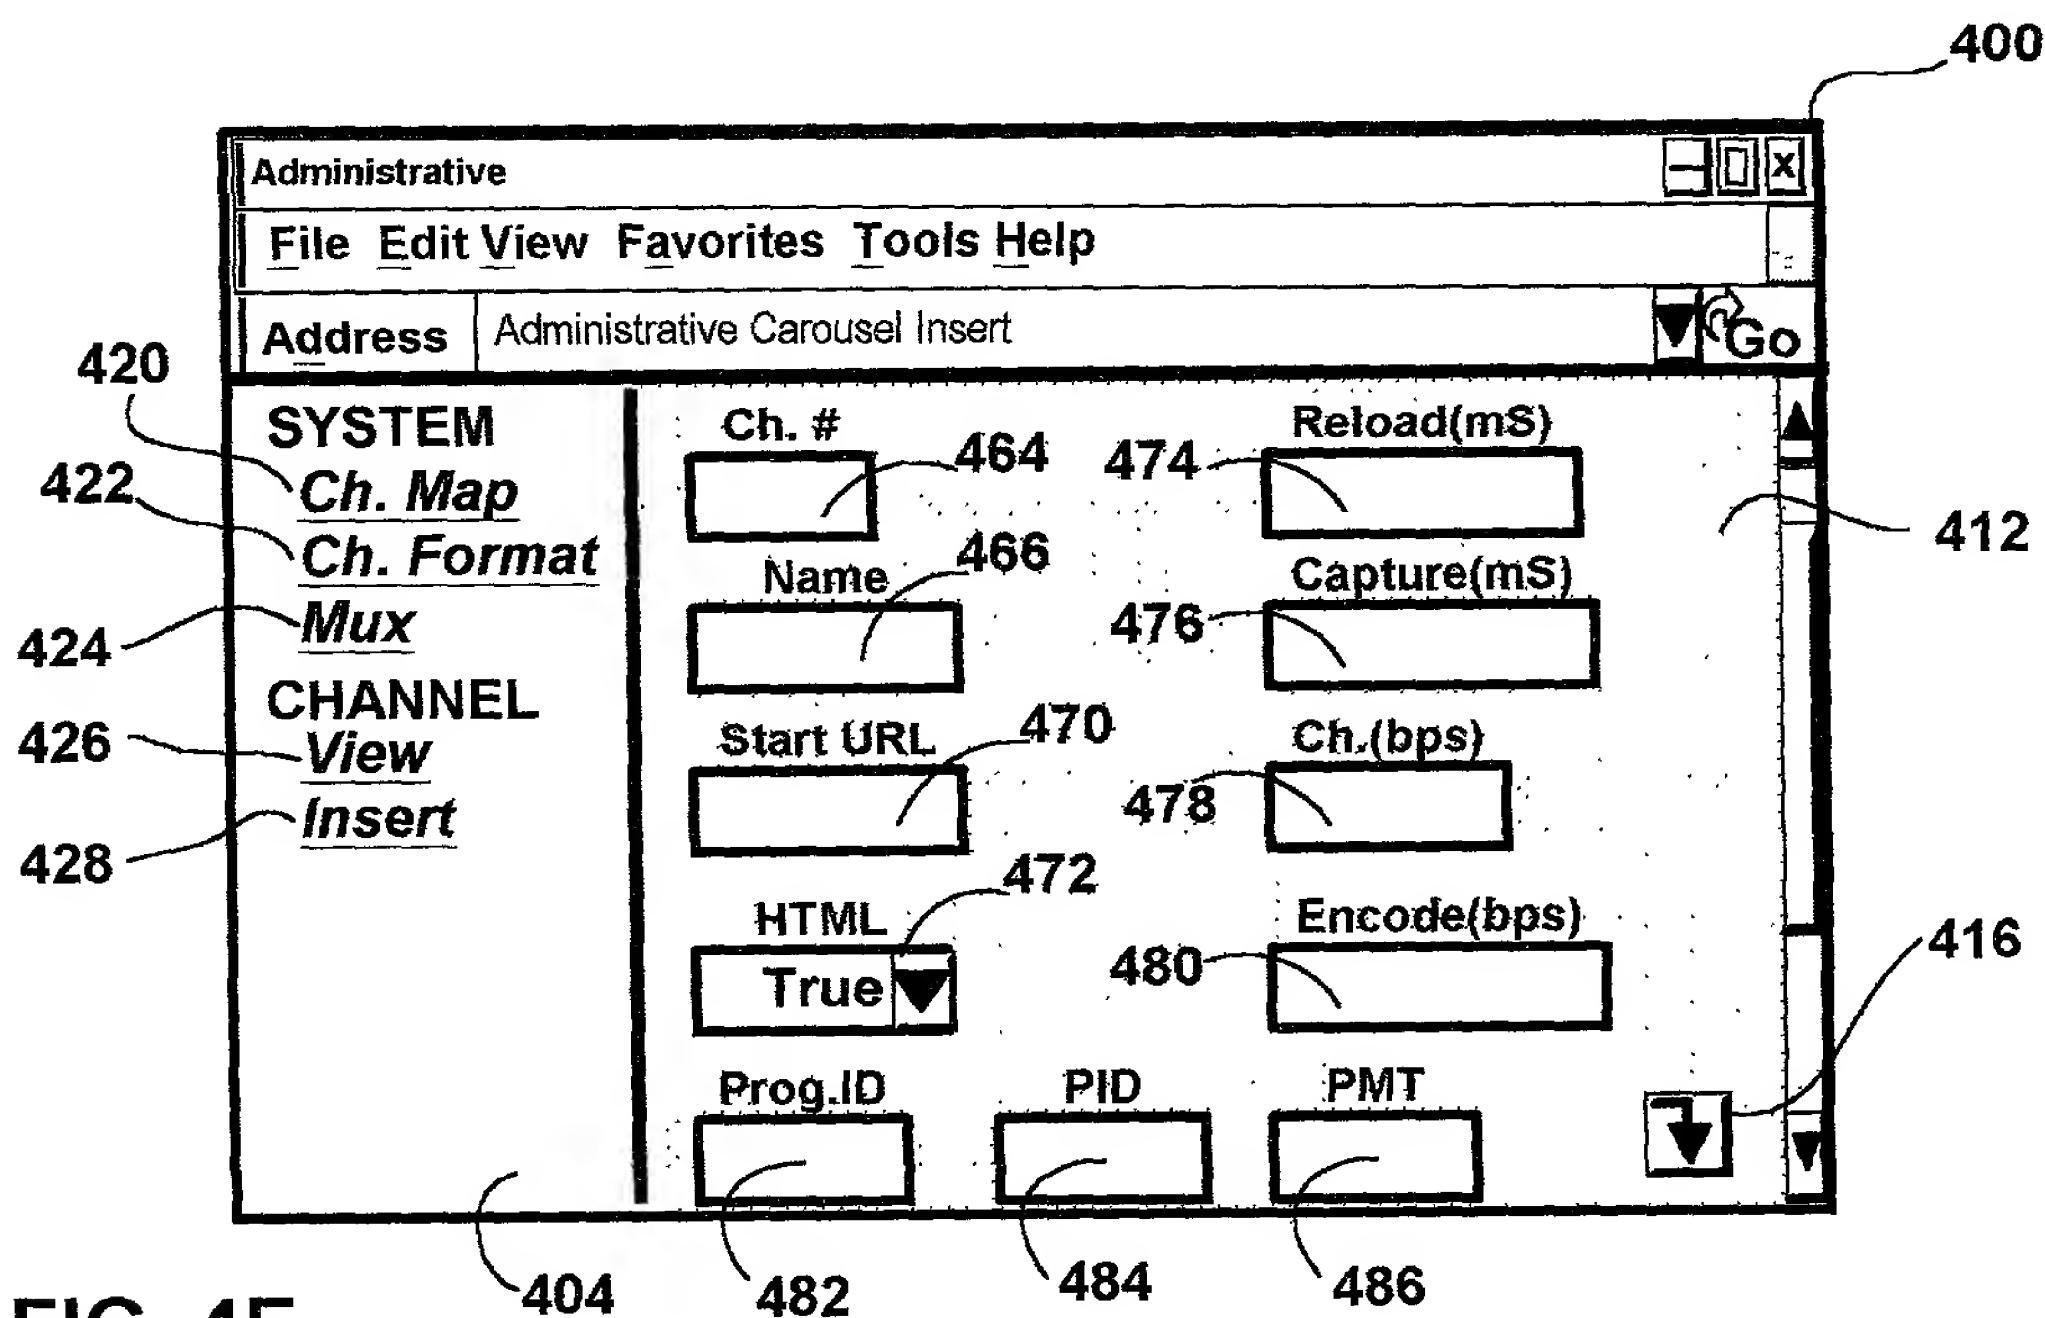 400
Administrative
File Edit View Favorites Tools Help
Address Administrative Carousel Insert Go
420 SYSTEM Ch. # Reload(mS)
422 Ch. Map 464 474
412
Ch. Format Name 466 Capture(mS)
424 Mux 476
CHANNEL Start URL 470 Ch.(bps)
426 View 478
428 Insert 472
HTML Encode(bps)
416
True 480
Prog.ID PID PMT
404 482 484 486